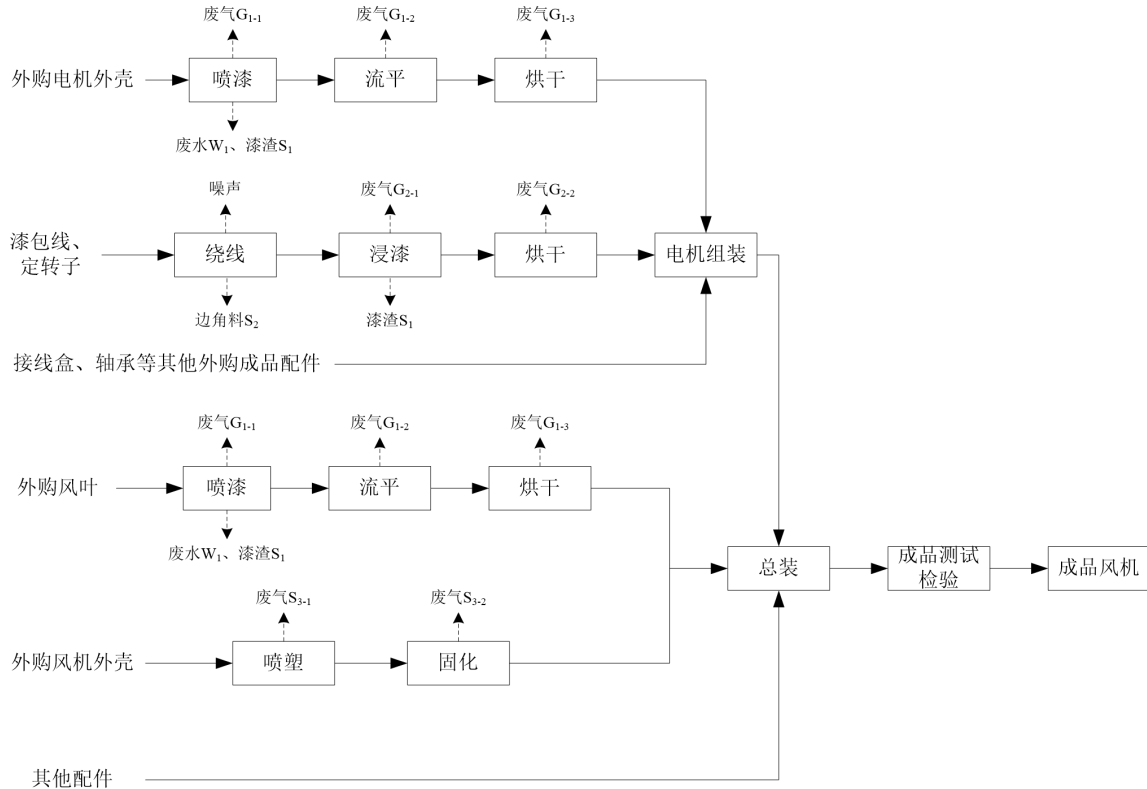 废气G1-1
废气G1-2
废气G1-3
外购电机外壳
喷漆
流平
烘干
废水W1、漆渣S1
噪声
废气G2-1
废气G2-2
漆包线、
定转子
绕线
浸漆
烘干
电机组装
边角料S2
漆渣S1
接线盒、轴承等其他外购成品配件
废气G1-1
废气G1-2
废气G1-3
外购风叶
喷漆
流平
烘干
废水W1、漆渣S1
总装
成品测试
检验
成品风机
废气S3-1
废气S3-2
外购风机外壳
喷塑
固化
其他配件